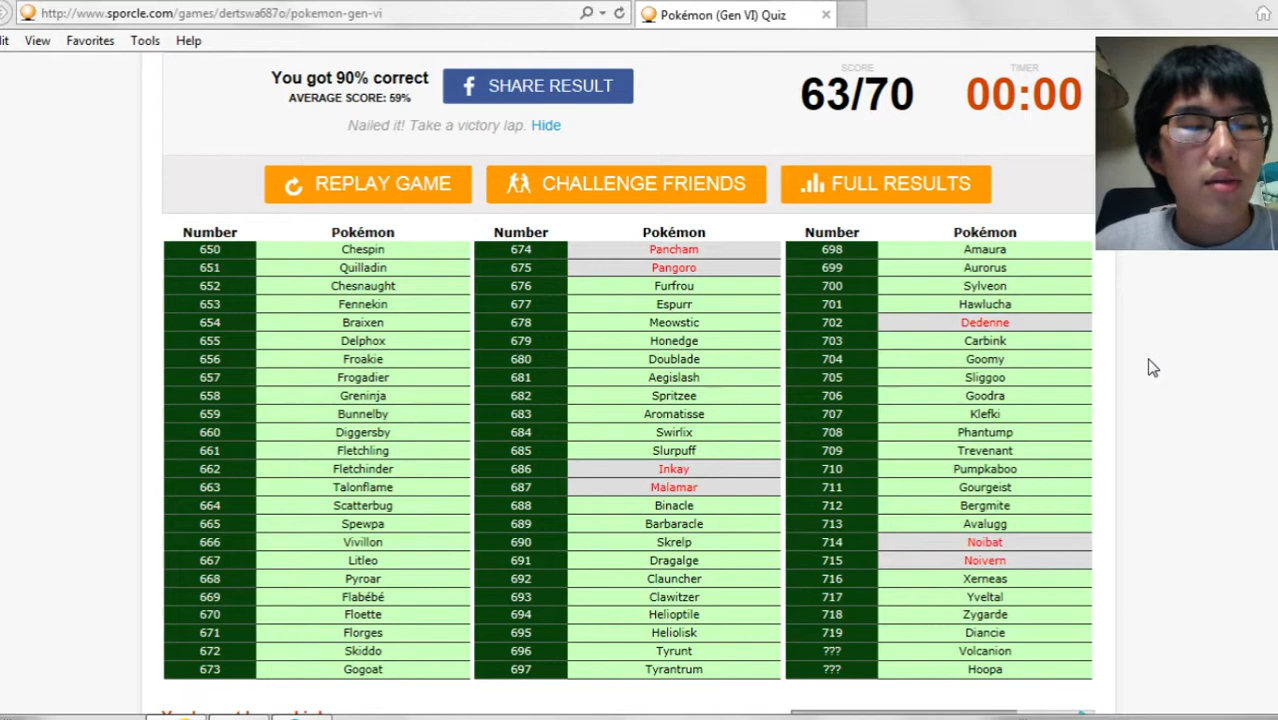 http://www.sporcle.com/games/dertswa687o/pokemon-gen-vi
Pokémon (Gen VI) Quiz
it View Favorites Tools Help
You got 90% correct
AVERAGE SCORE: 59%
SHARE RESULT
SCORE
63/70
TIMER
00:00
Nailed it! Take a victory lap. Hide
REPLAY GAME
CHALLENGE FRIENDS
FULL RESULTS
Number Pokémon Number Pokémon Number Pokémon
650 Chespin 674 Pancham 698 Amaura
651 Quilladin 675 Pangoro 699 Aurorus
652 Chesnaught 676 Furfrou 700 Sylveon
653 Fennekin 677 Espurr 701 Hawlucha
654 Braixen 678 Meowstic 702 Dedenne
655 Delphox 679 Honedge 703 Carbink
656 Froakie 680 Doublade 704 Goomy
657 Frogadier 681 Aegislash 705 Sliggoo
658 Greninja 682 Spritzee 706 Goodra
659 Bunnelby 683 Aromatisse 707 Klefki
660 Diggersby 684 Swirlix 708 Phantump
661 Fletchling 685 Slurpuff 709 Trevenant
662 Fletchinder 686 Inkay 710 Pumpkaboo
663 Talonflame 687 Malamar 711 Gourgeist
664 Scatterbug 688 Binacle 712 Bergmite
665 Spewpa 689 Barbaracle 713 Avalugg
666 Vivillon 690 Skrelp 714 Noibat
667 Litleo 691 Dragalge 715 Noivern
668 Pyroar 692 Clauncher 716 Xerneas
669 Flabébé 693 Clawitzer 717 Yveltal
670 Floette 694 Helioptile 718 Zygarde
671 Florges 695 Heliolisk 719 Diancie
672 Skiddo 696 Tyrunt ??? Volcanion
673 Gogoat 697 Tyrantrum ??? Hoopa